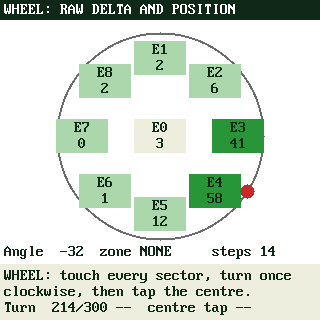 WHEEL: RAW DELTA AND POSITION
E1
2
E8
2
E2
6
E7
0
E0
3
E3
41
E6
1
E4
58
E5
12
Angle  -32  zone NONE     steps 14
WHEEL: touch every sector, turn once
clockwise, then tap the centre.
Turn  214/300 --  centre tap --